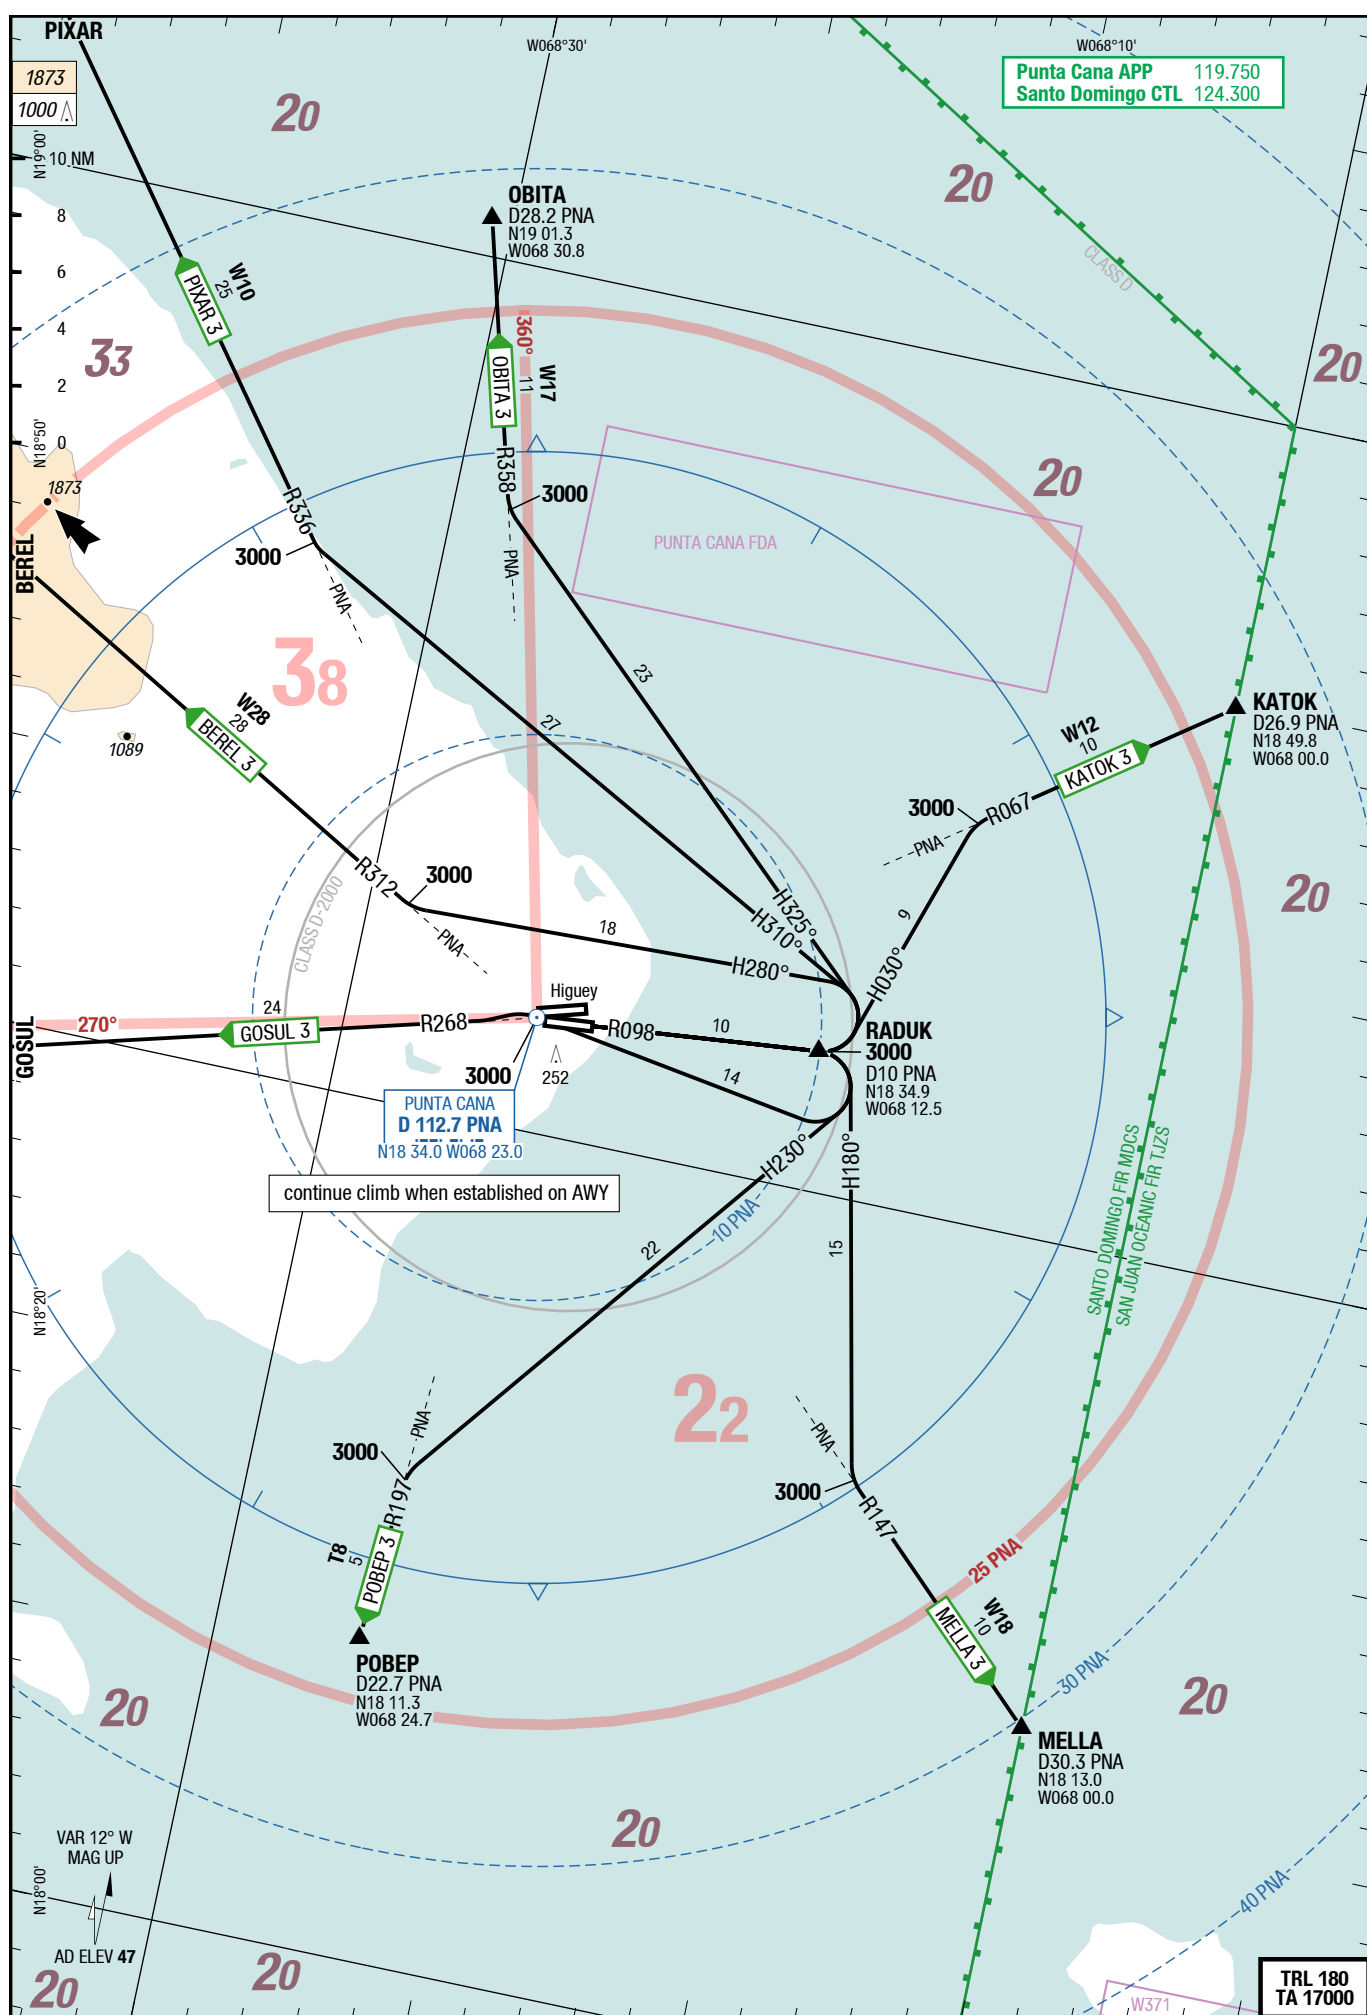 PIXAR
W068°30'
W068°10'
Punta Cana APP 119.750
Santo Domingo CTL 124.300
1873
1000
20
20
N19°00'
10 NM
8
6
4
2
0
N18°50'
OBITA
D28.2 PNA
N19 01.3
W068 30.8
CLASS D
W10
25
PIXAR 3
33
360°
W17
11
OBITA 3
20
R358
3000
20
1873
R336
3000
PNA
PNA
PUNTA CANA FDA
BEREL
38
23
27
KATOK
D26.9 PNA
N18 49.8
W068 00.0
W28
28
BEREL 3
1089
W12
10
KATOK 3
3000
R067
PNA
R312
3000
PNA
CLASS D-2000
18
9
20
H325°
H310°
H280°
H030°
Higuey
24
270°
GOSUL 3
R268
R098
10
RADUK
3000
D10 PNA
N18 34.9
W068 12.5
GOSUL
3000
252
14
PUNTA CANA
D 112.7 PNA
N18 34.0 W068 23.0
continue climb when established on AWY
H230°
H180°
10 PNA
22
15
SANTO DOMINGO FIR MDCS
SAN JUAN OCEANIC FIR TJZS
N18°20'
22
PNA
3000
R197
PNA
3000
R147
T8
5
POBEP 3
25 PNA
W18
10
MELLA 3
POBEP
D22.7 PNA
N18 11.3
W068 24.7
30 PNA
20
20
MELLA
D30.3 PNA
N18 13.0
W068 00.0
20
VAR 12° W
MAG UP
N18°00'
40 PNA
AD ELEV 47
20
20
W371
TRL 180
TA 17000